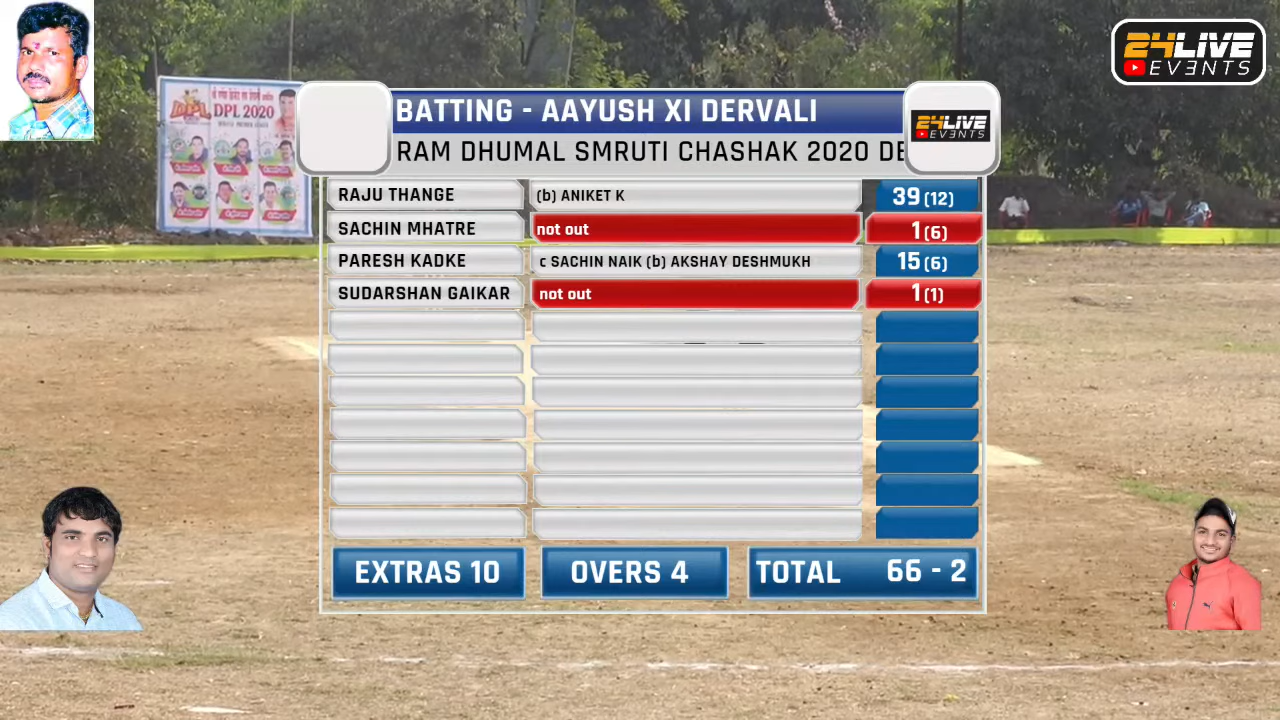 24LIVE
EVENTS
DPL 2020
BATTING - AAYUSH XI DERVALI
RAM DHUMAL SMRUTI CHASHAK 2020 DE
24LIVE
EVENTS
RAJU THANGE (b) ANIKET K 39 (12)
SACHIN MHATRE not out 1 (6)
PARESH KADKE c SACHIN NAIK (b) AKSHAY DESHMUKH 15 (6)
SUDARSHAN GAIKAR not out 1 (1)
EXTRAS 10 OVERS 4 TOTAL 66 - 2